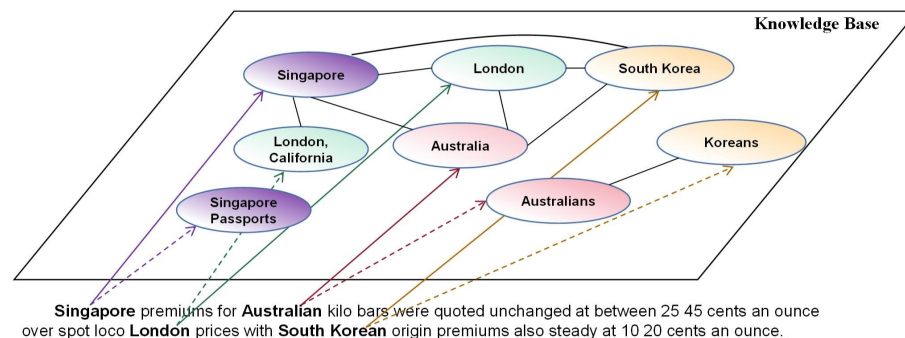 Knowledge Base
Singapore
London
South Korea
London,
California
Australia
Koreans
Singapore
Passports
Australians
Singapore premiums for Australian kilo bars were quoted unchanged at between 25 45 cents an ounce
over spot loco London prices with South Korean origin premiums also steady at 10 20 cents an ounce.